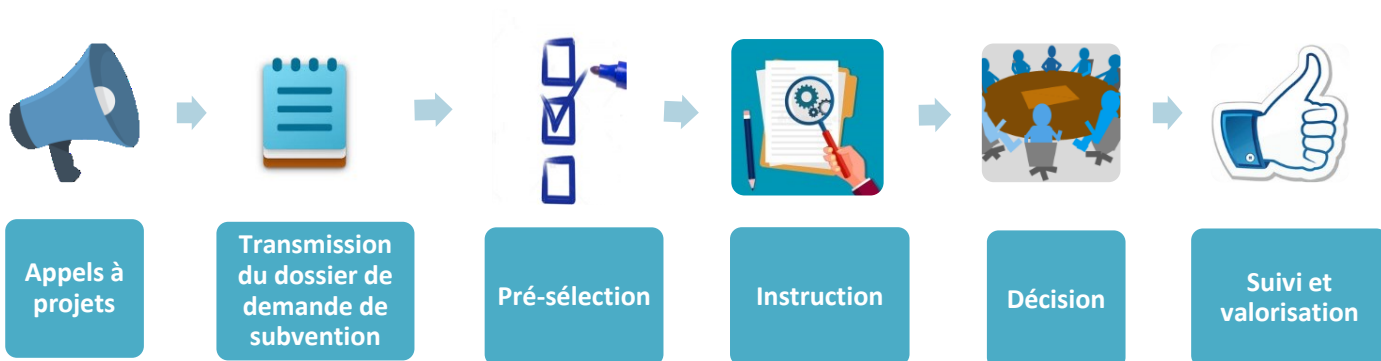 Appels à
projets
Transmission
du dossier de
demande de
subvention
Pré-sélection
Instruction
Décision
Suivi et
valorisation